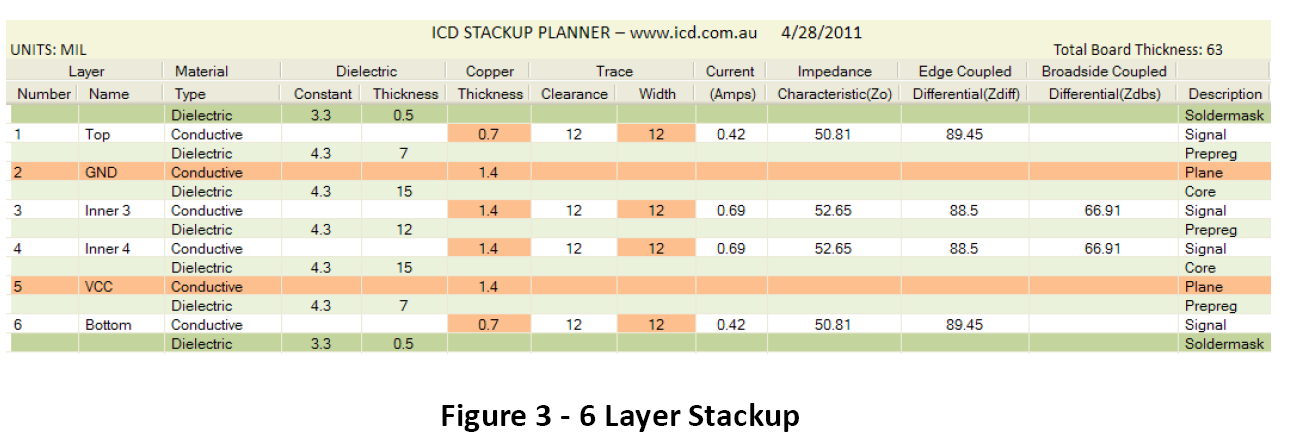 ICD STACKUP PLANNER – www.icd.com.au 4/28/2011
UNITS: MIL Total Board Thickness: 63
Layer Material Dielectric Copper Trace Current Impedance Edge Coupled Broadside Coupled
Number Name Type Constant Thickness Thickness Clearance Width (Amps) Characteristic(Zo) Differential(Zdiff) Differential(Zdbs) Description
Dielectric 3.3 0.5 Soldermask
1 Top Conductive 0.7 12 12 0.42 50.81 89.45 Signal
Dielectric 4.3 7 Prepreg
2 GND Conductive 1.4 Plane
Dielectric 4.3 15 Core
3 Inner 3 Conductive 1.4 12 12 0.69 52.65 88.5 66.91 Signal
Dielectric 4.3 12 Prepreg
4 Inner 4 Conductive 1.4 12 12 0.69 52.65 88.5 66.91 Signal
Dielectric 4.3 15 Core
5 VCC Conductive 1.4 Plane
Dielectric 4.3 7 Prepreg
6 Bottom Conductive 0.7 12 12 0.42 50.81 89.45 Signal
Dielectric 3.3 0.5 Soldermask
Figure 3 - 6 Layer Stackup